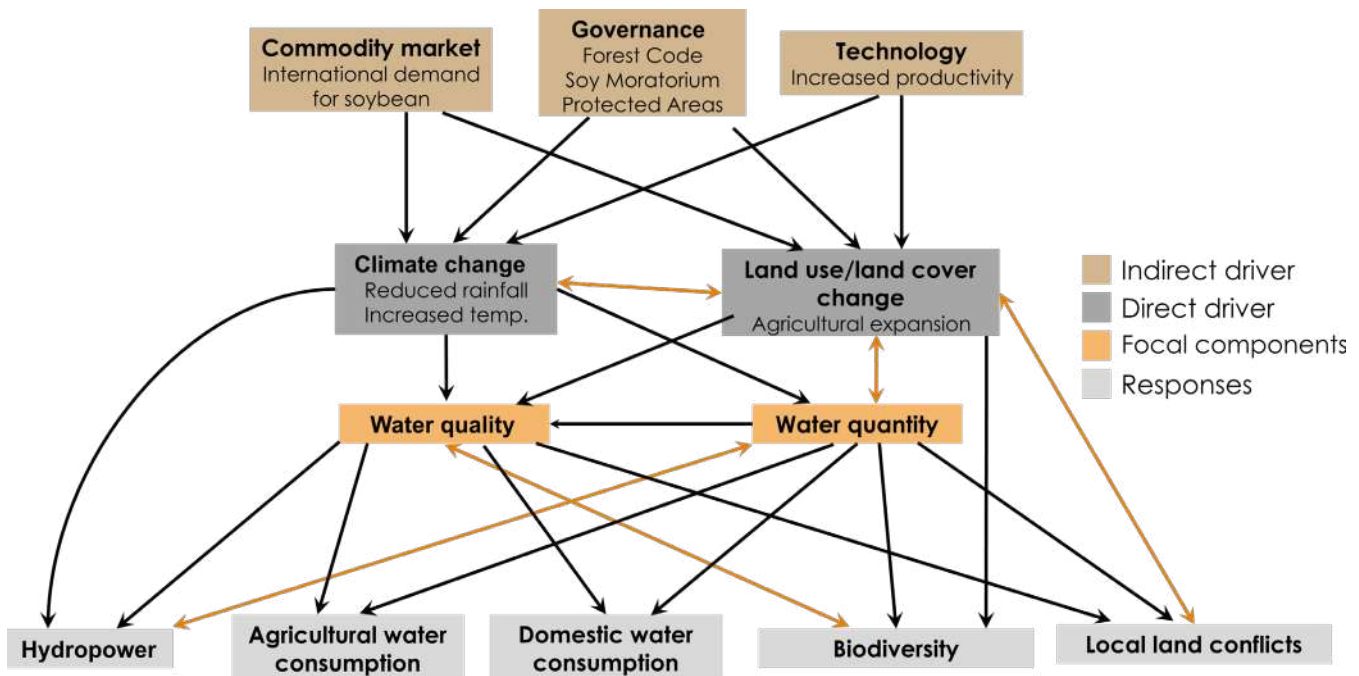 Commodity market
International demand
for soybean
Governance
Forest Code
Soy Moratorium
Protected Areas
Technology
Increased productivity
Climate change
Reduced rainfall
Increased temp.
Land use/land cover
change
Agricultural expansion
Indirect driver
Direct driver
Focal components
Responses
Water quality
Water quantity
Hydropower
Agricultural water
consumption
Domestic water
consumption
Biodiversity
Local land conflicts